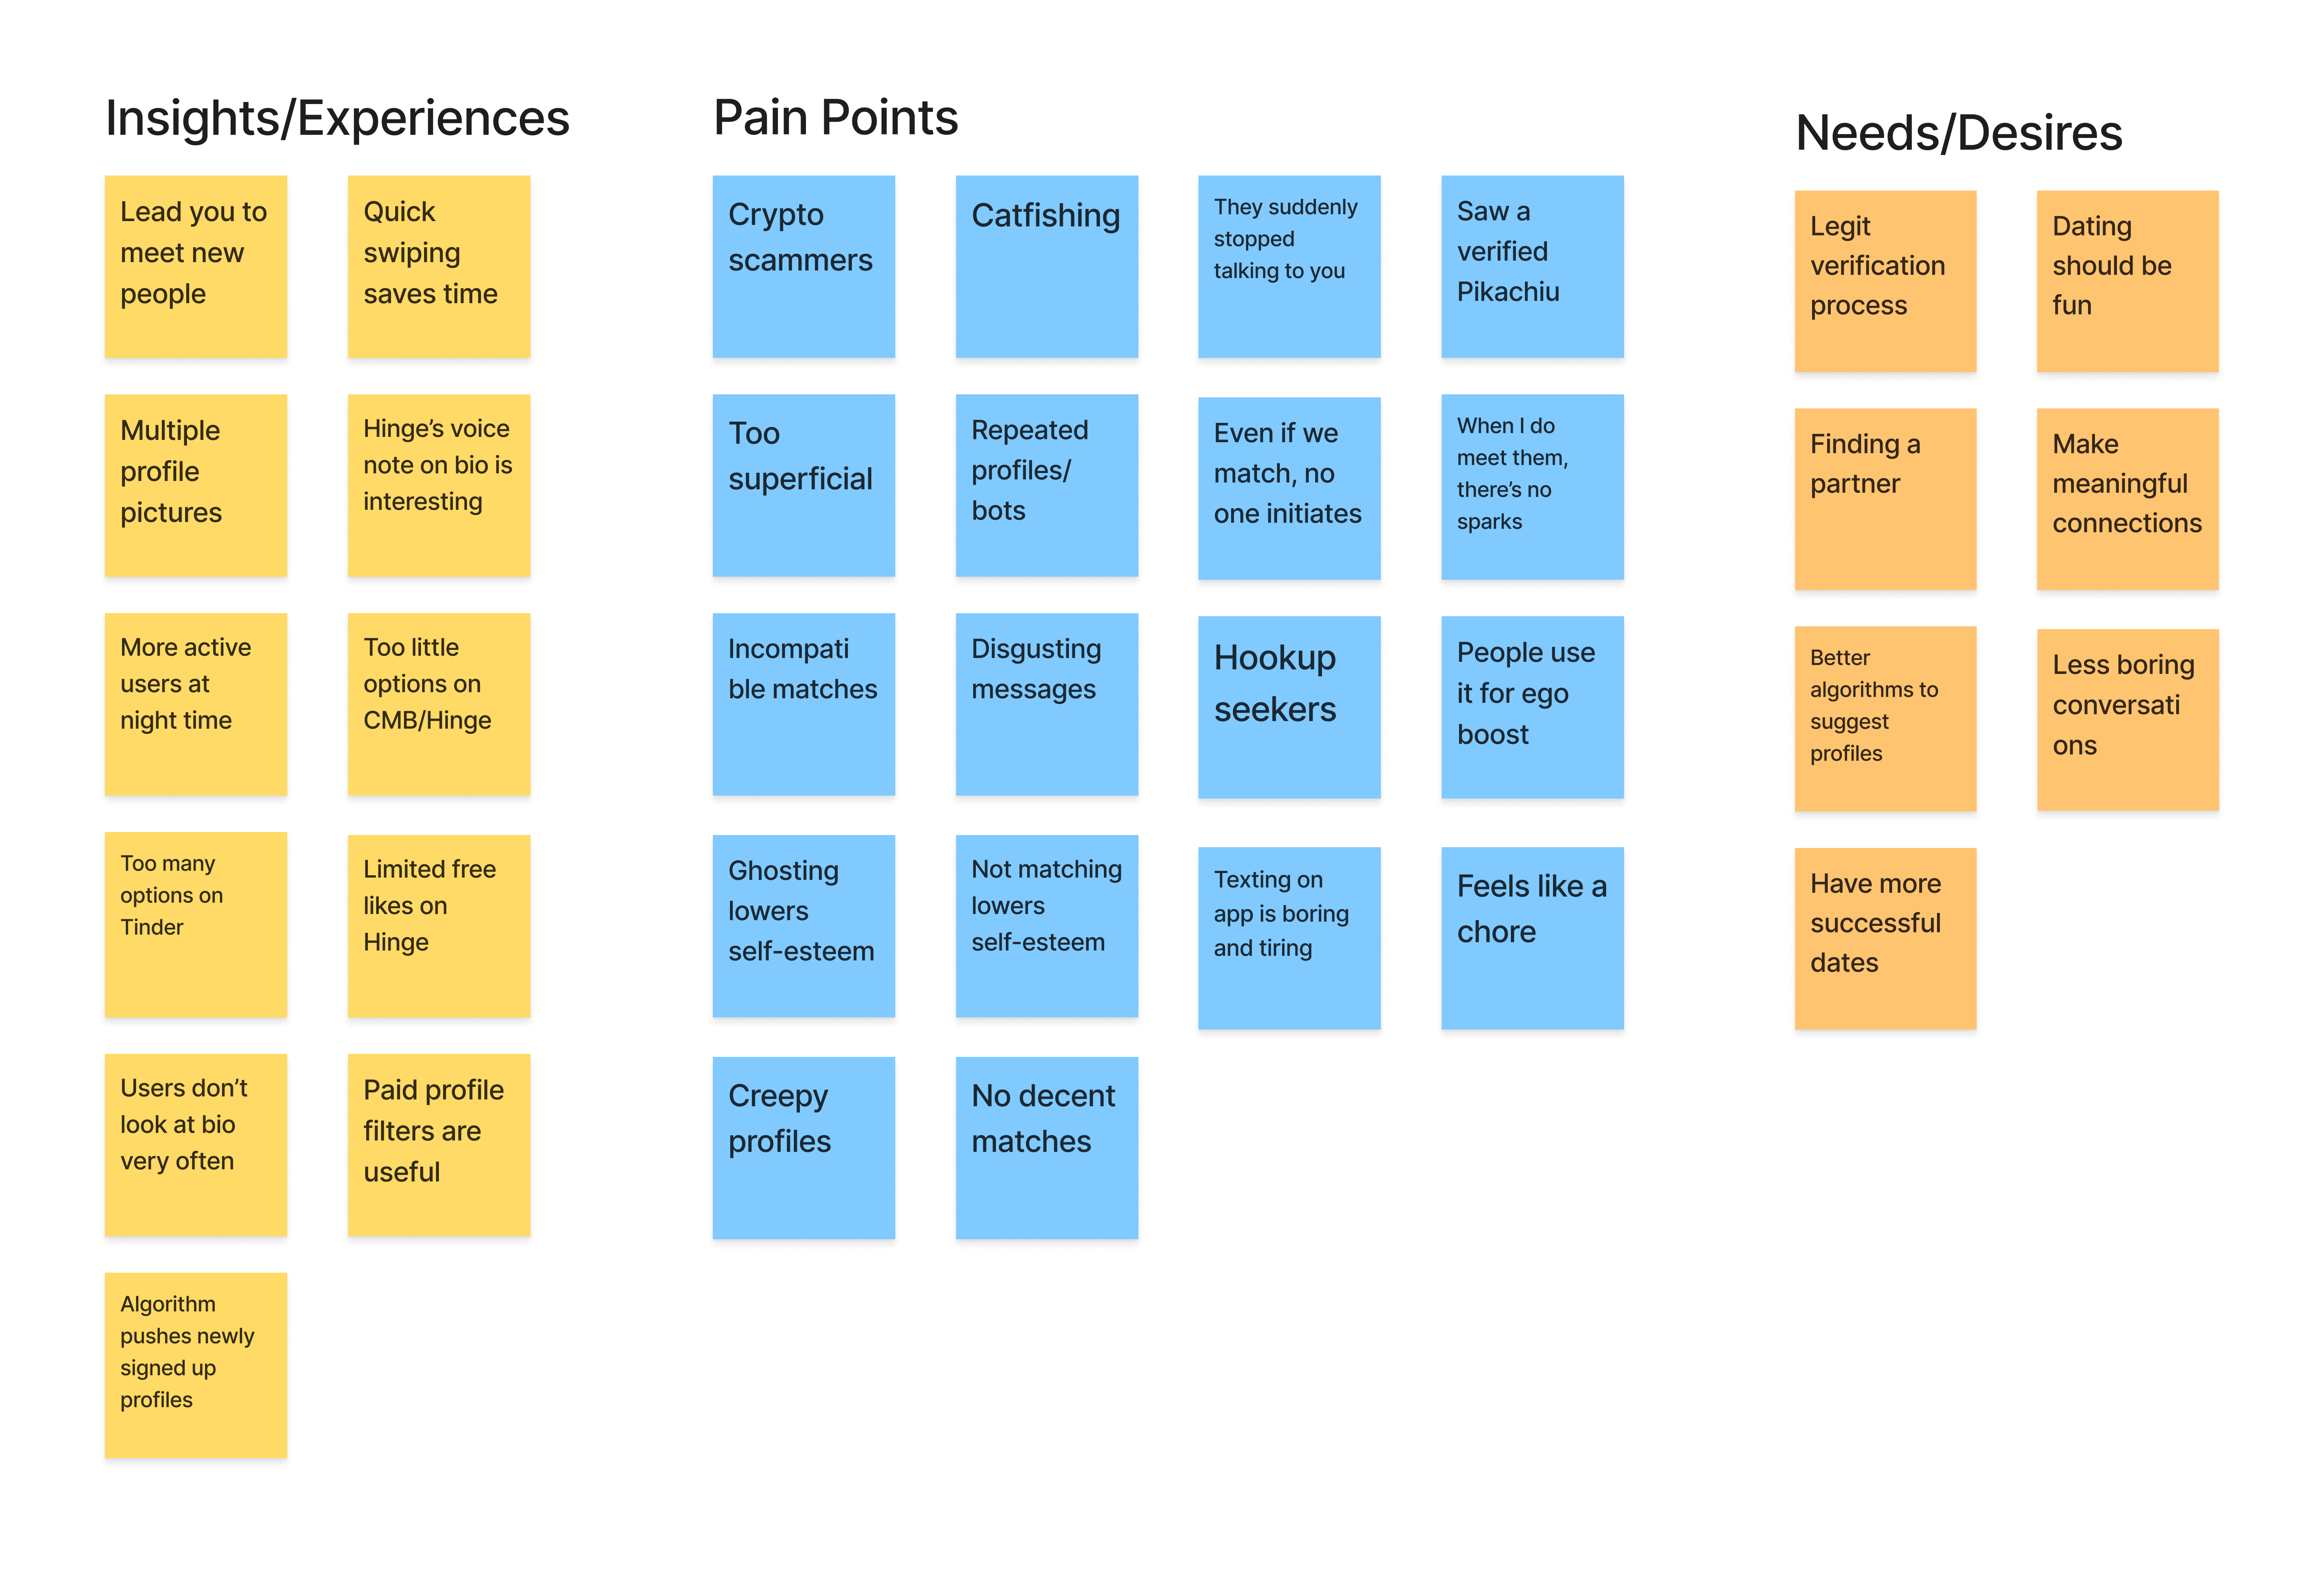 Insights/Experiences
Lead you to
meet new
people
Quick
swiping
saves time
Multiple
profile
pictures
Hinge’s voice
note on bio is
interesting
More active
users at
night time
Too little
options on
CMB/Hinge
Too many
options on
Tinder
Limited free
likes on
Hinge
Users don’t
look at bio
very often
Paid profile
filters are
useful
Algorithm
pushes newly
signed up
profiles
Pain Points
Crypto
scammers
Catfishing
They suddenly
stopped
talking to you
Saw a
verified
Pikachiu
Too
superficial
Repeated
profiles/
bots
Even if we
match, no
one initiates
When I do
meet them,
there’s no
sparks
Incompati
ble matches
Disgusting
messages
Hookup
seekers
People use
it for ego
boost
Ghosting
lowers
self-esteem
Not matching
lowers
self-esteem
Texting on
app is boring
and tiring
Feels like a
chore
Creepy
profiles
No decent
matches
Needs/Desires
Legit
verification
process
Dating
should be
fun
Finding a
partner
Make
meaningful
connections
Better
algorithms to
suggest
profiles
Less boring
conversati
ons
Have more
successful
dates